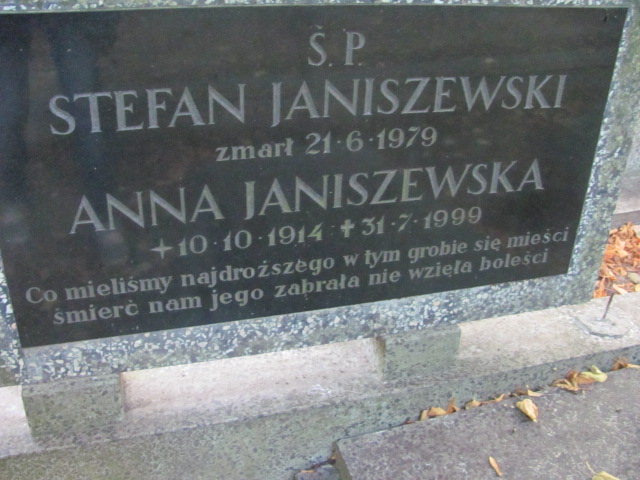 Ś. P.
STEFAN JANISZEWSKI
zmarł 21·6·1979
ANNA JANISZEWSKA
+10·10·1914 ✝31·7·1999
Co mieliśmy najdroższego w tym grobie się mieści
śmierć nam jego zabrała nie wzięła boleści